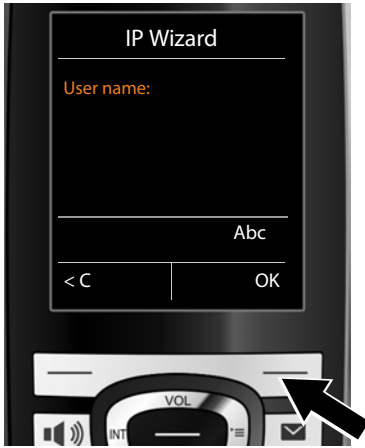 IP Wizard
User name:
Abc
< C
OK
VOL
INT